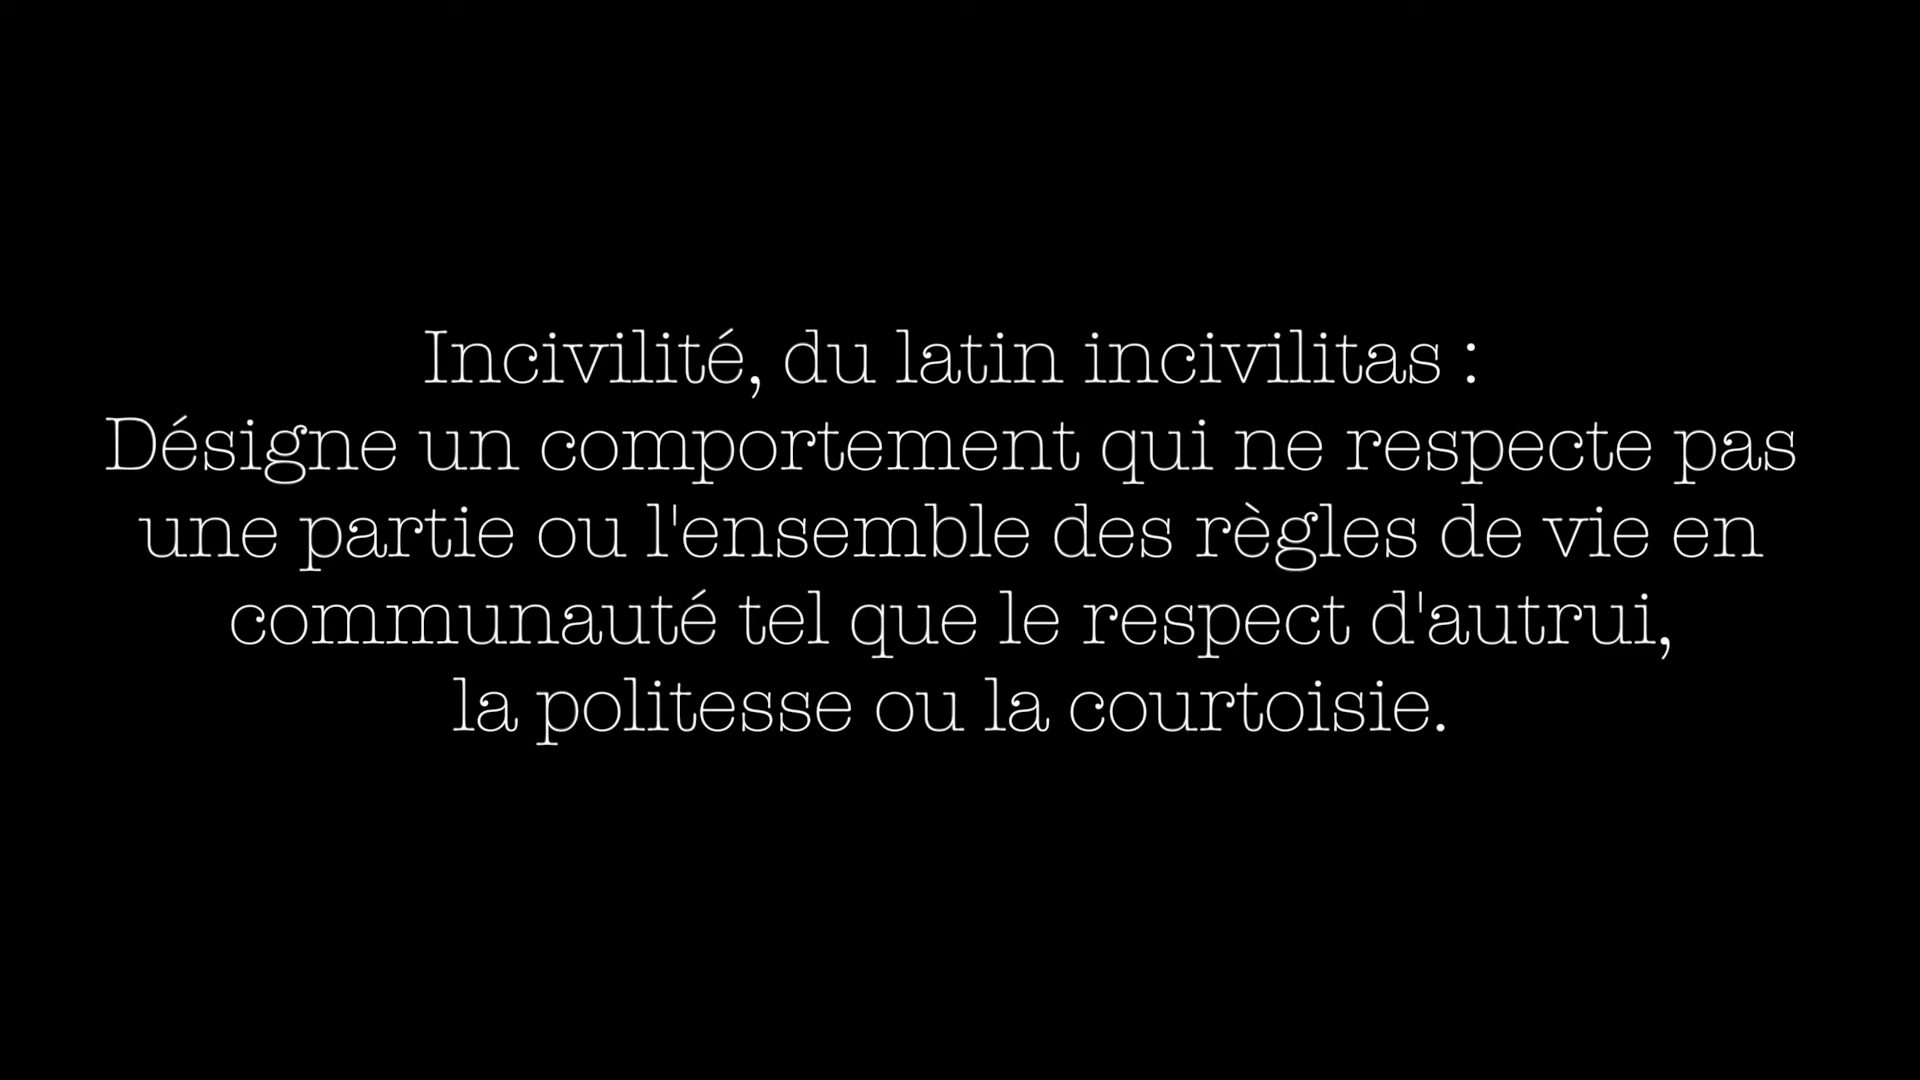 Incivilité, du latin incivilitas :
Désigne un comportement qui ne respecte pas
une partie ou l'ensemble des règles de vie en
communauté tel que le respect d'autrui,
la politesse ou la courtoisie.